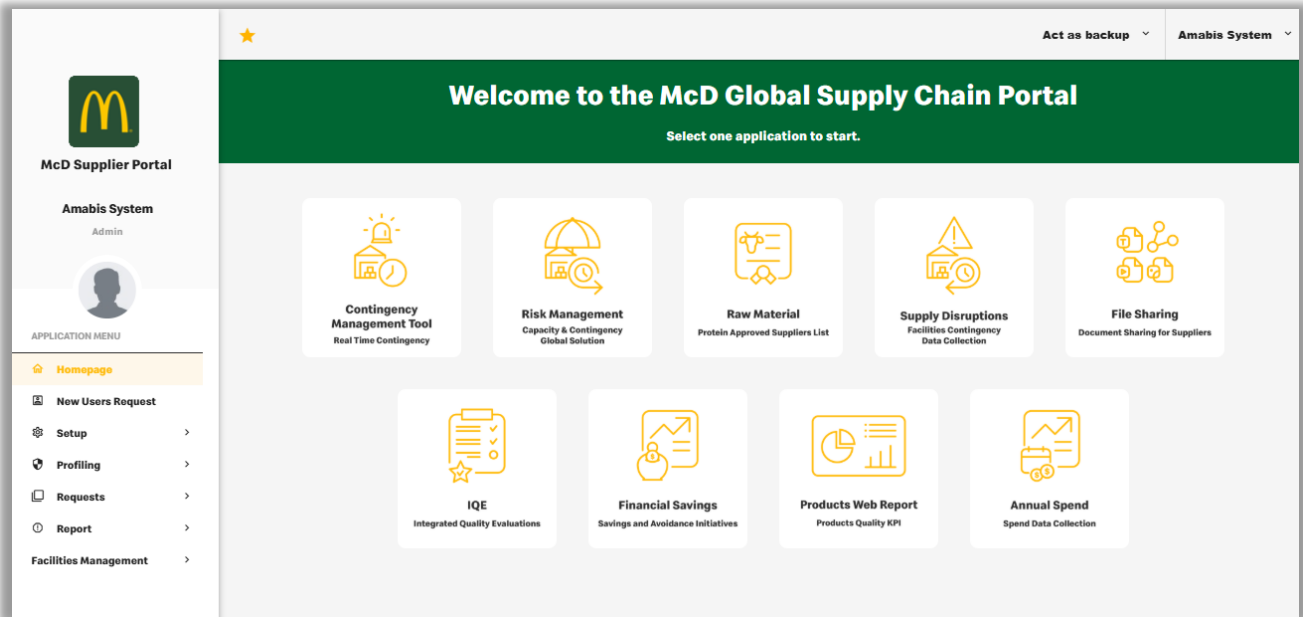 Act as backup
Amabis System
McD Supplier Portal
Amabis System
Admin
APPLICATION MENU
Homepage
New Users Request
Setup
Profiling
Requests
Report
Facilities Management
Welcome to the McD Global Supply Chain Portal
Select one application to start.
Contingency
Management Tool
Real Time Contingency
Risk Management
Capacity & Contingency
Global Solution
Raw Material
Protein Approved Suppliers List
Supply Disruptions
Facilities Contingency
Data Collection
File Sharing
Document Sharing for Suppliers
IQE
Integrated Quality Evaluations
Financial Savings
Savings and Avoidance Initiatives
Products Web Report
Products Quality KPI
Annual Spend
Spend Data Collection